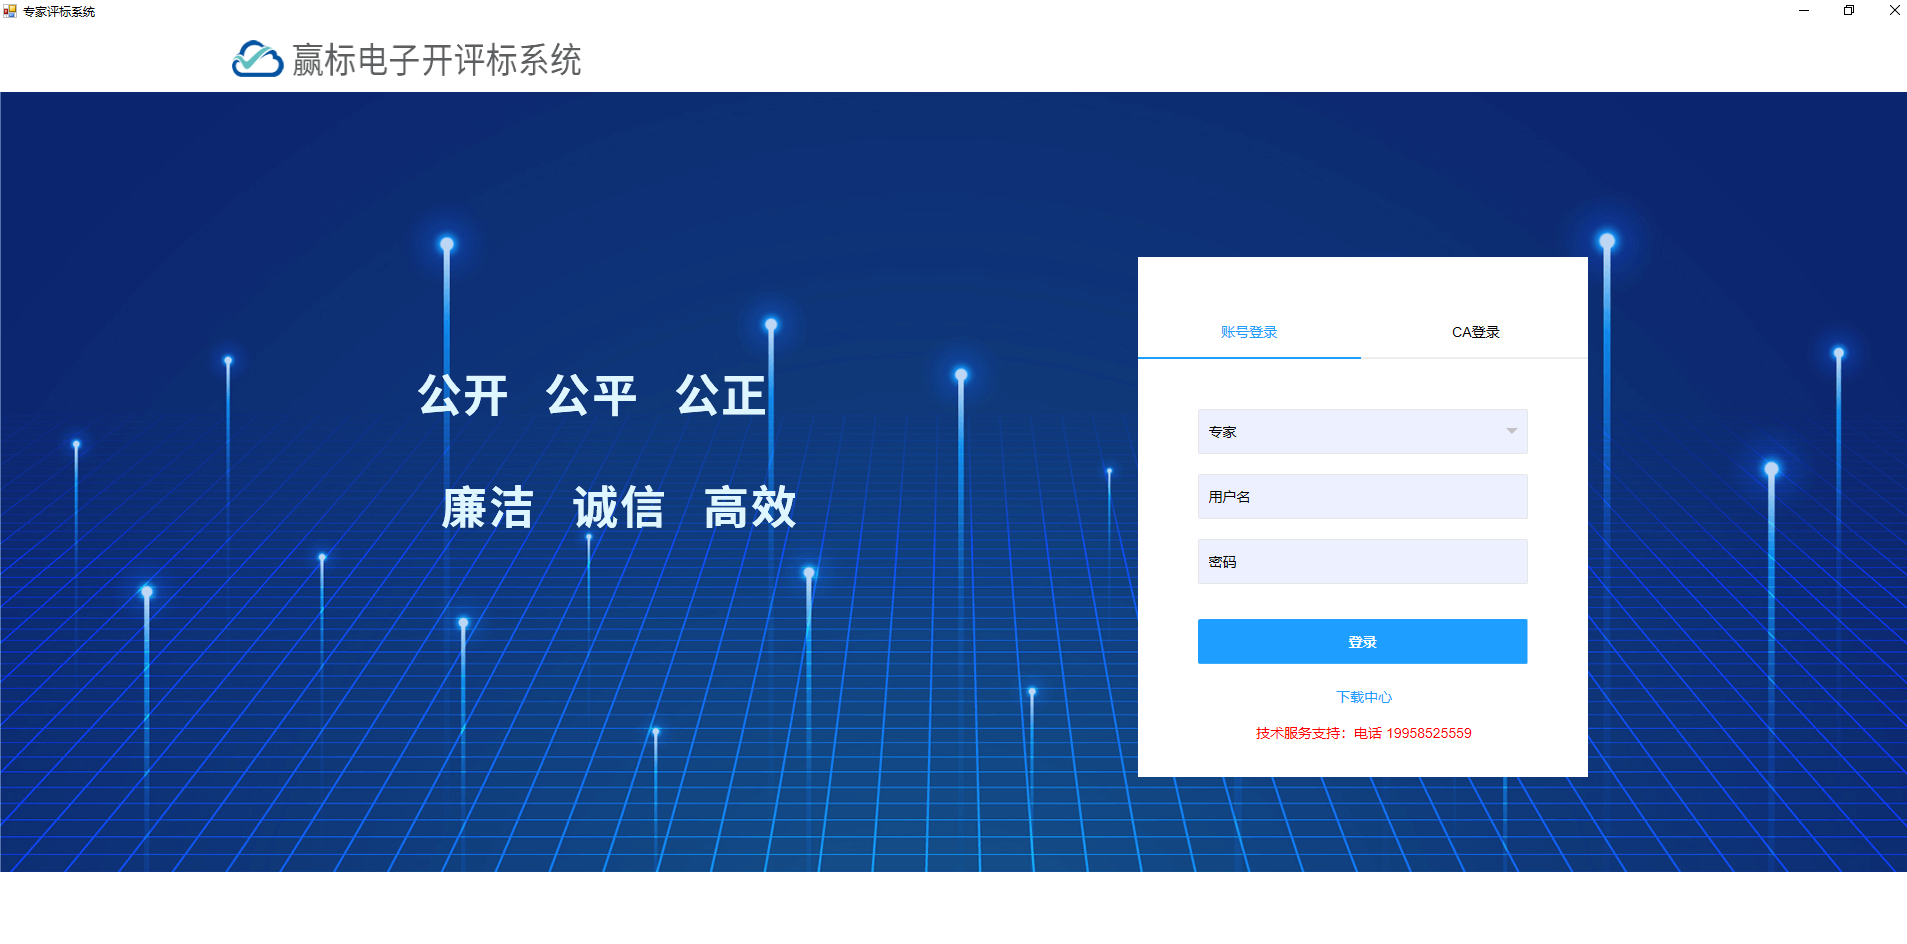 专家评标系统
赢标电子开评标系统
公开 公平 公正
廉洁 诚信 高效
账号登录 CA登录
专家
用户名
密码
登录
下载中心
技术服务支持：电话 19958525559